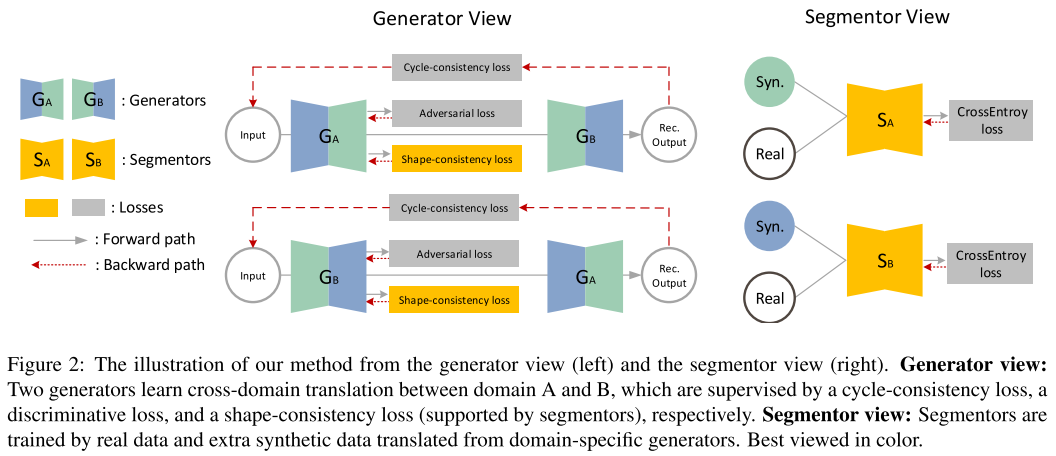 Generator View
Segmentor View
G_A G_B : Generators
S_A S_B : Segmentors
: Losses
: Forward path
: Backward path
Cycle-consistency loss
Input
G_A
Adversarial loss
Shape-consistency loss
G_B
Rec. Output
Cycle-consistency loss
Input
G_B
Adversarial loss
Shape-consistency loss
G_A
Rec. Output
Syn.
Real
S_A
CrossEntroy
loss
Syn.
Real
S_B
CrossEntroy
loss
Figure 2: The illustration of our method from the generator view (left) and the segmentor view (right). Generator view:
Two generators learn cross-domain translation between domain A and B, which are supervised by a cycle-consistency loss, a
discriminative loss, and a shape-consistency loss (supported by segmentors), respectively. Segmentor view: Segmentors are
trained by real data and extra synthetic data translated from domain-specific generators. Best viewed in color.